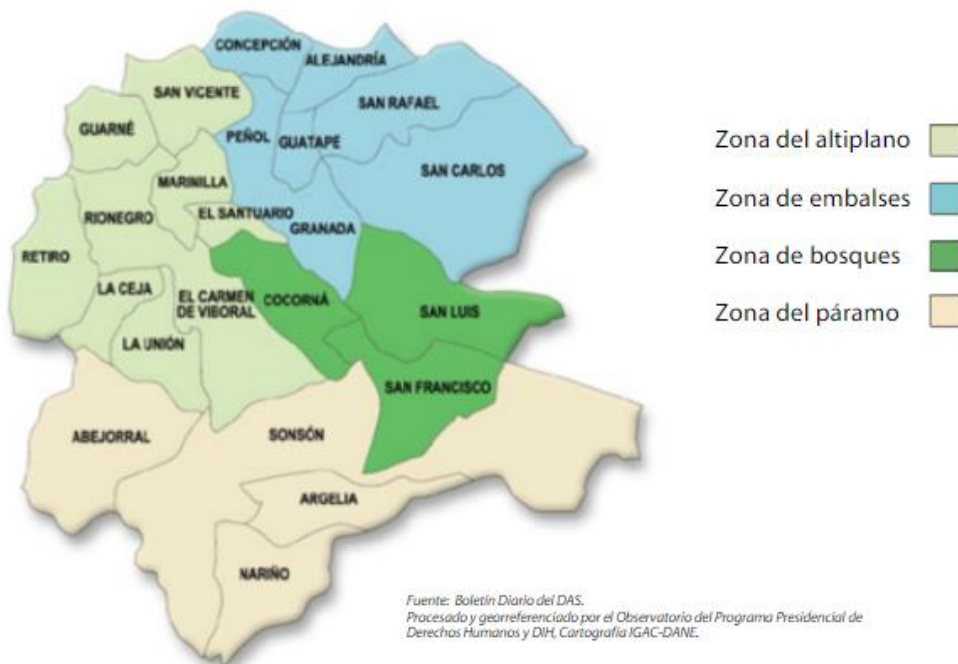 CONCEPCIÓN
ALEJANDRÍA
SAN VICENTE
SAN RAFAEL
GUARNÉ
PEÑOL
GUATAPE
SAN CARLOS
MARINILLA
RIONEGRO
EL SANTUARIO
GRANADA
RETIRO
LA CEJA
EL CARMEN
DE VIBORAL
COCORNÁ
SAN LUIS
LA UNIÓN
SAN FRANCISCO
ABEJORRAL
SONSÓN
ARGELIA
NARIÑO
Zona del altiplano
Zona de embalses
Zona de bosques
Zona del páramo
Fuente: Boletín Diario del DAS.
Procesado y georreferenciado por el Observatorio del Programa Presidencial de
Derechos Humanos y DIH, Cartografía IGAC-DANE.